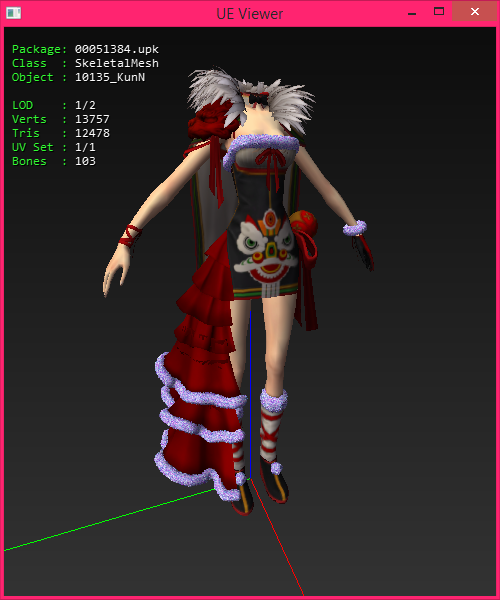 UE Viewer
Package: 00051384.upk
Class : SkeletalMesh
Object : 10135_KunN
LOD : 1/2
Verts : 13757
Tris : 12478
UV Set : 1/1
Bones : 103